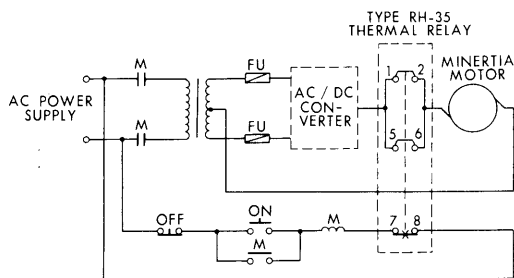 TYPE RH-35
THERMAL RELAY
M
FU
1 2
MINERTIA
MOTOR
AC POWER
SUPPLY
AC/DC
CON-
VERTER
M
FU
5 6
OFF
ON
M
M
7 8